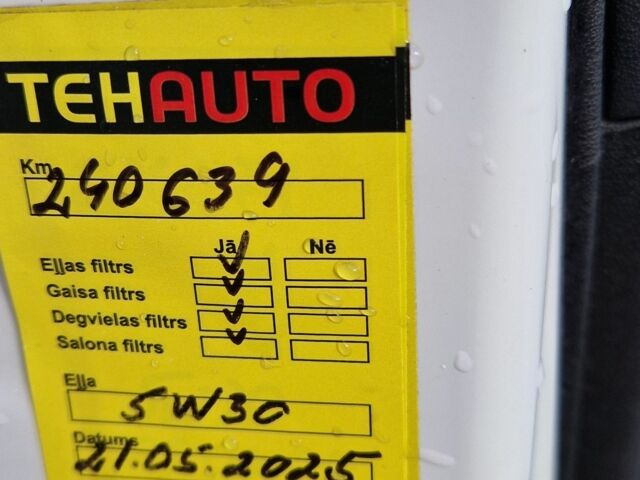 TEHAUTO
Km 240639
Jā Nē
Eļļas filtrs
Gaisa filtrs
Degvielas filtrs
Salona filtrs
Eļļa
5W30
Datums
21.05.2025